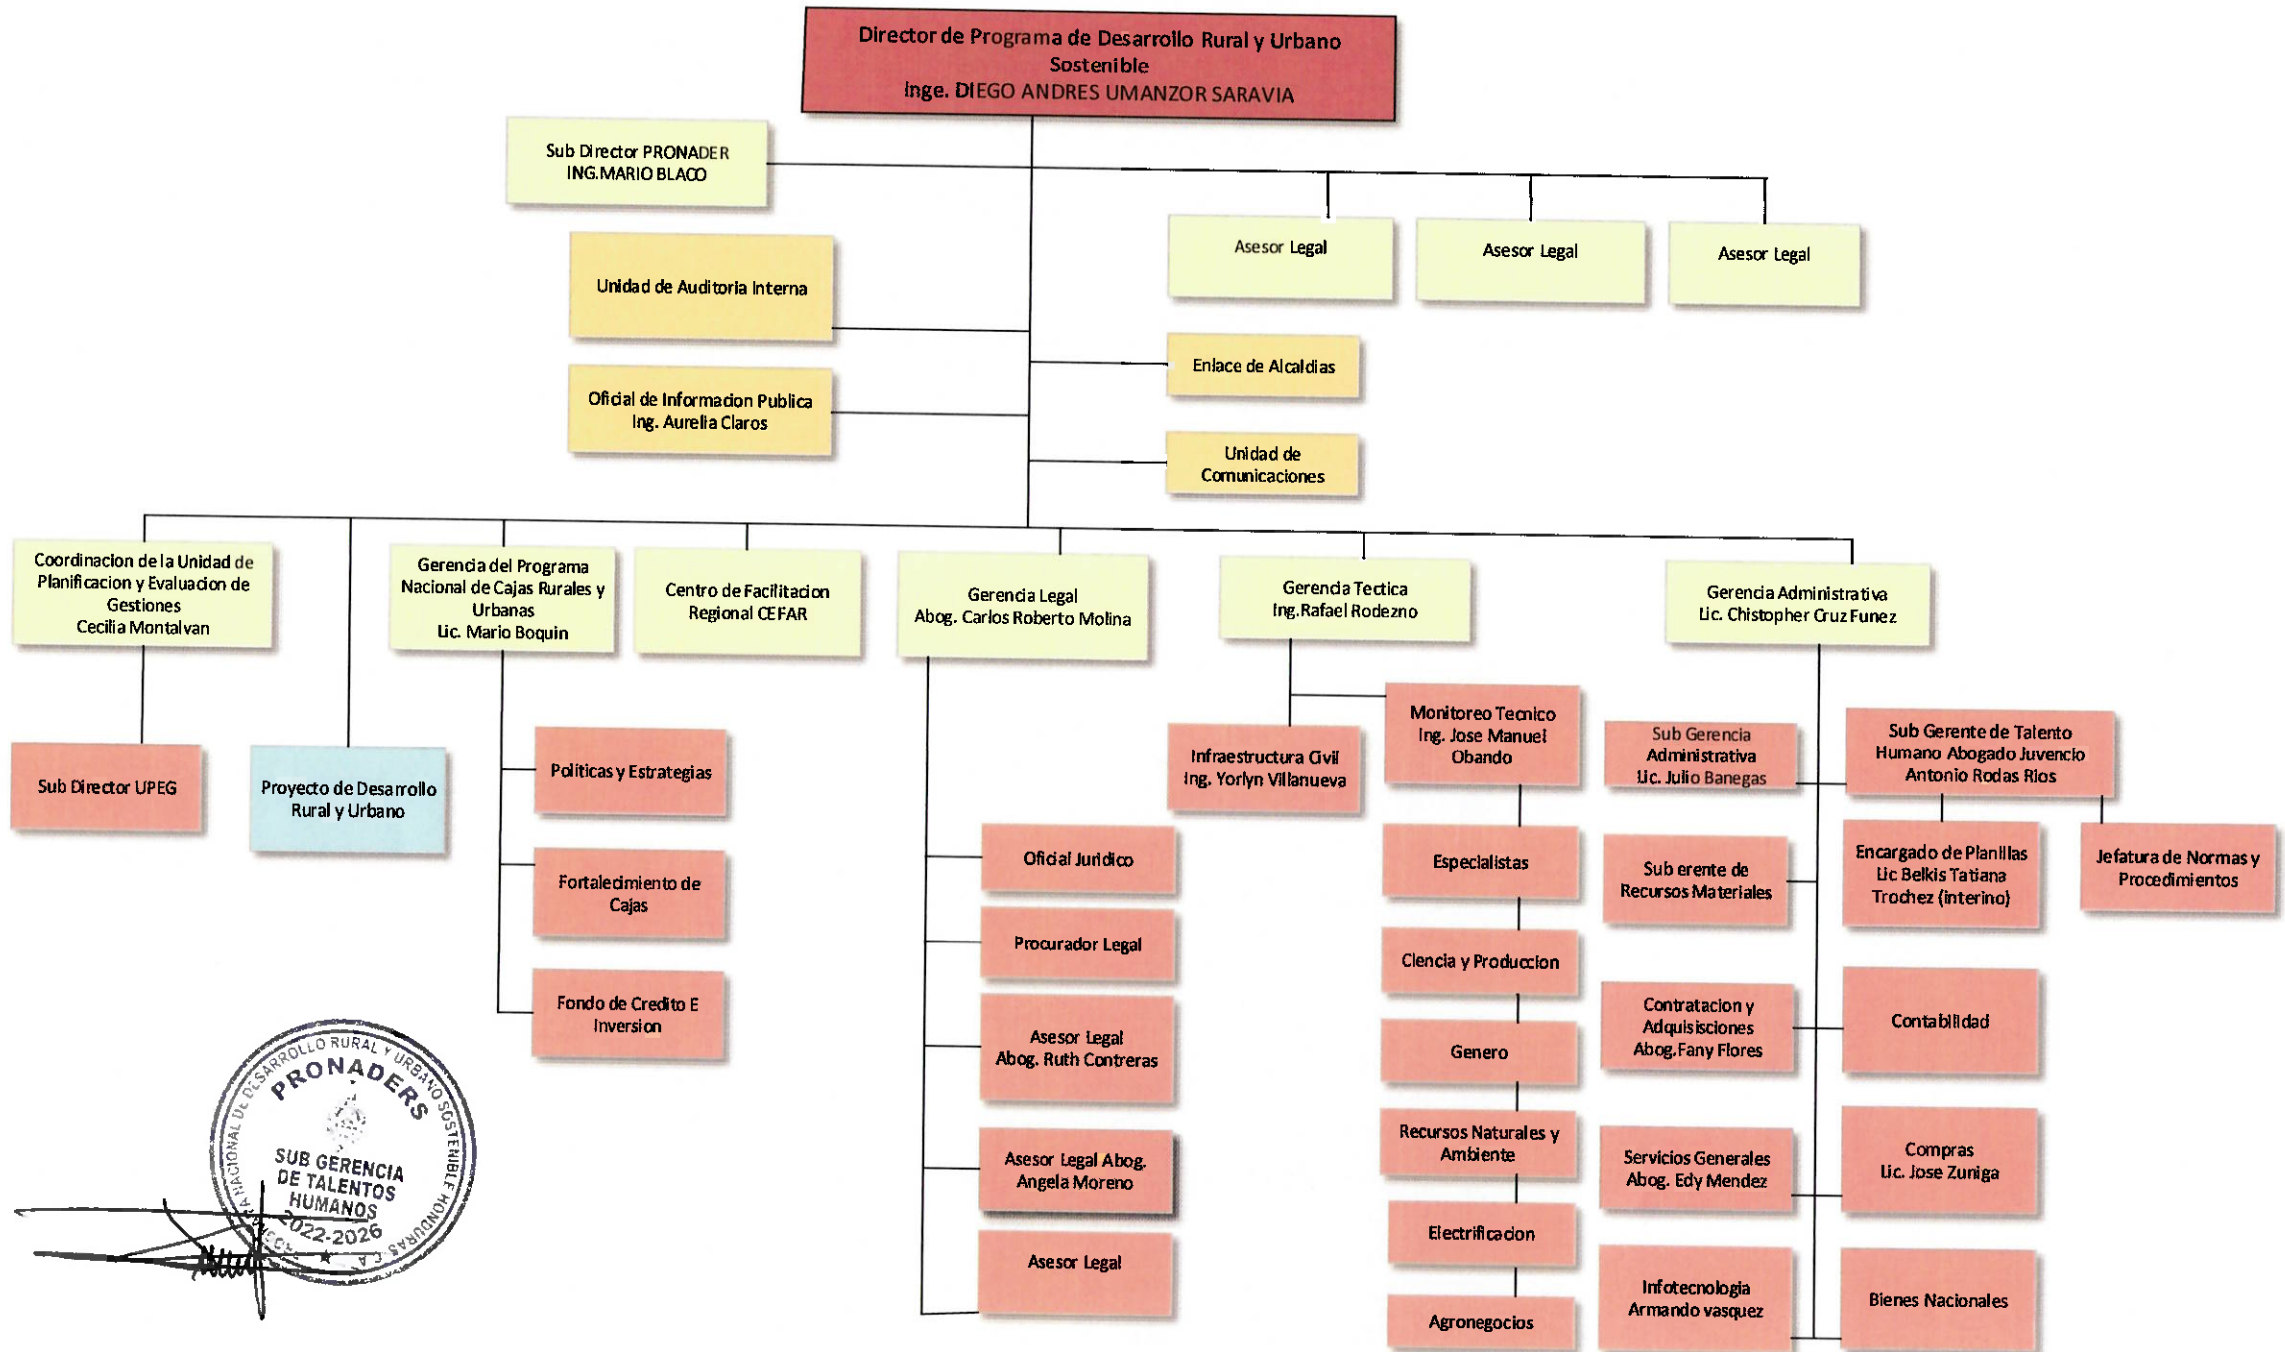 Director de Programa de Desarrollo Rural y Urbano
Sostenible
Inge. DIEGO ANDRES UMANZOR SARAVIA
Sub Director PRONADER
ING.MARIO BLACO
Asesor Legal
Asesor Legal
Asesor Legal
Unidad de Auditoria Interna
Enlace de Alcaldias
Oficial de Informacion Publica
Ing. Aurelia Claros
Unidad de
Comunicaciones
Coordinacion de la Unidad de
Planificacion y Evaluacion de
Gestiones
Cecilia Montalvan
Gerencia del Programa
Nacional de Cajas Rurales y
Urbanas
Lic. Mario Boquin
Centro de Facilitacion
Regional CEFAR
Gerencia Legal
Abog. Carlos Roberto Molina
Gerencia Tectica
Ing.Rafael Rodezno
Gerencia Administrativa
Lic. Chistopher Cruz Funez
Sub Director UPEG
Proyecto de Desarrollo
Rural y Urbano
Politicas y Estrategias
Fortalecimiento de
Cajas
Fondo de Credito E
Inversion
Oficial Juridico
Procurador Legal
Asesor Legal
Abog. Ruth Contreras
Asesor Legal Abog.
Angela Moreno
Asesor Legal
Infraestructura Civil
Ing. Yorlyn Villanueva
Monitoreo Tecnico
Ing. Jose Manuel
Obando
Especialistas
Ciencia y Produccion
Genero
Recursos Naturales y
Ambiente
Electrificacion
Agronegocios
Sub Gerencia
Administrativa
Lic. Julio Banegas
Sub Gerente de Talento
Humano Abogado Juvencio
Antonio Rodas Rios
Sub erente de
Recursos Materiales
Encargado de Planillas
Lic Belkis Tatiana
Trochez (interino)
Jefatura de Normas y
Procedimientos
Contratacion y
Adquisisciones
Abog.Fany Flores
Contabilidad
Servicios Generales
Abog. Edy Mendez
Compras
Lic. Jose Zuniga
Infotecnologia
Armando vasquez
Bienes Nacionales
NACIONAL DE DESARROLLO RURAL Y URBANO SOSTENIBLE HONDURAS C.A.
PRONADERS
SUB GERENCIA
DE TALENTOS
HUMANOS
2022-2026